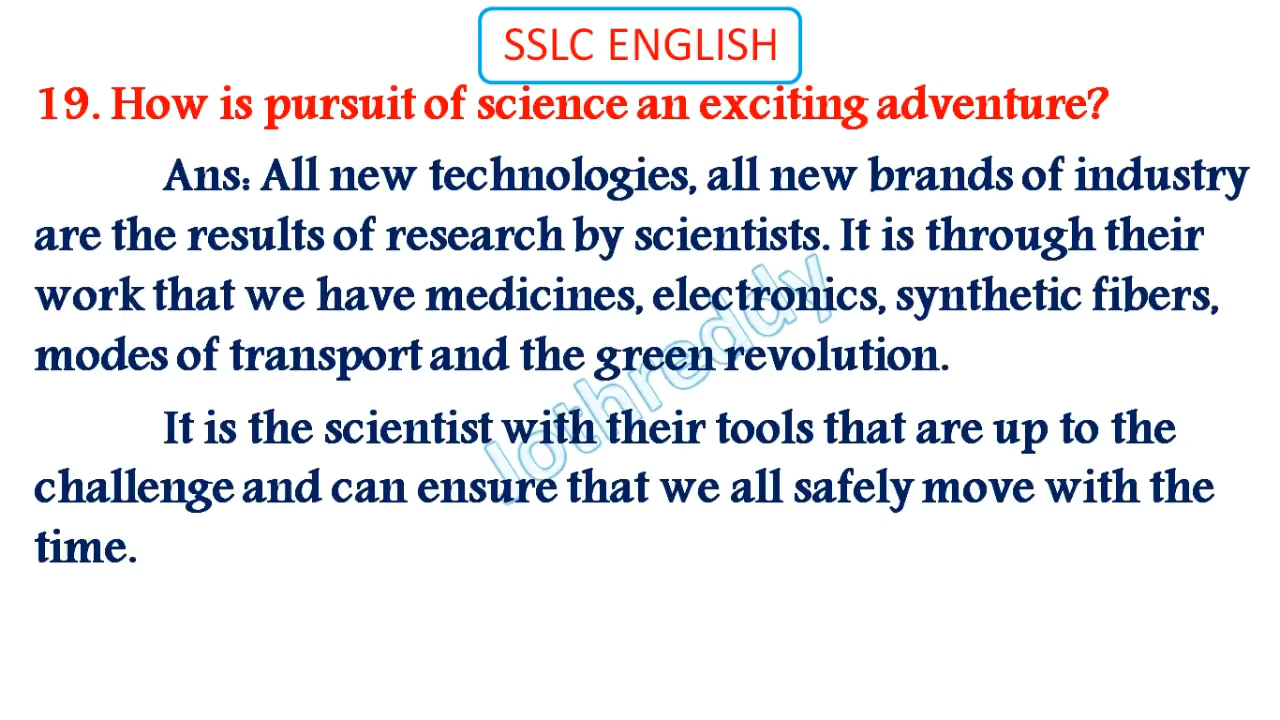 SSLC ENGLISH
19. How is pursuit of science an exciting adventure?
Ans: All new technologies, all new brands of industry
are the results of research by scientists. It is through their
work that we have medicines, electronics, synthetic fibers,
modes of transport and the green revolution.
It is the scientist with their tools that are up to the
challenge and can ensure that we all safely move with the
time.
lothreddy